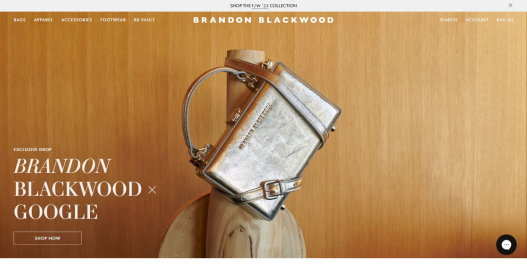 SHOP THE F/W '23 COLLECTION
BAGS APPAREL ACCESSORIES FOOTWEAR BB VAULT
BRANDON BLACKWOOD
SEARCH ACCOUNT BAG (0)
EXCLUSIVE DROP
BRANDON
BLACKWOOD ×
GOOGLE
SHOP NOW